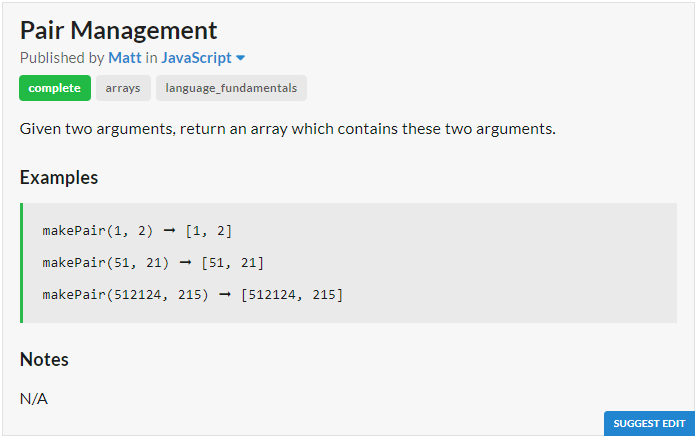 Pair Management
Published by Matt in JavaScript
complete arrays language_fundamentals
Given two arguments, return an array which contains these two arguments.
Examples
makePair(1, 2) ➞ [1, 2]
makePair(51, 21) ➞ [51, 21]
makePair(512124, 215) ➞ [512124, 215]
Notes
N/A
SUGGEST EDIT